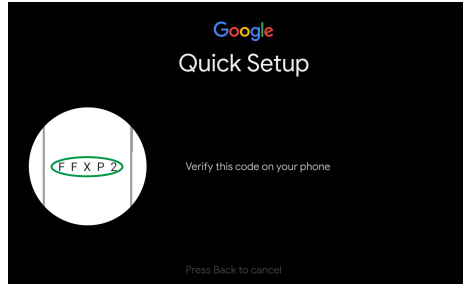 Google
Quick Setup
F F X P 2
Verify this code on your phone
Press Back to cancel